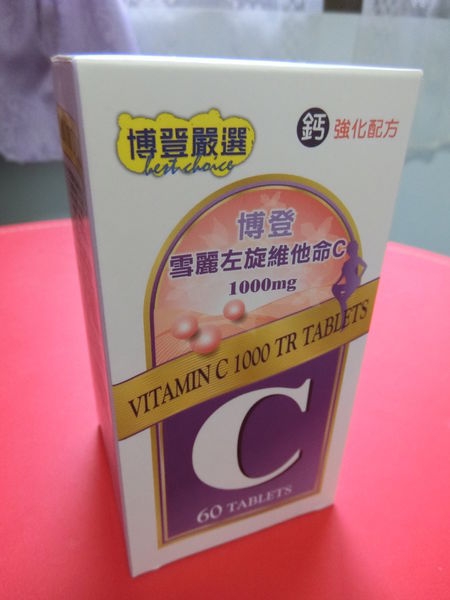 博登嚴選
best choice
鈣 強化配方
博登
雪麗左旋維他命C
1000mg
VITAMIN C 1000 TR TABLETS
C
60 TABLETS